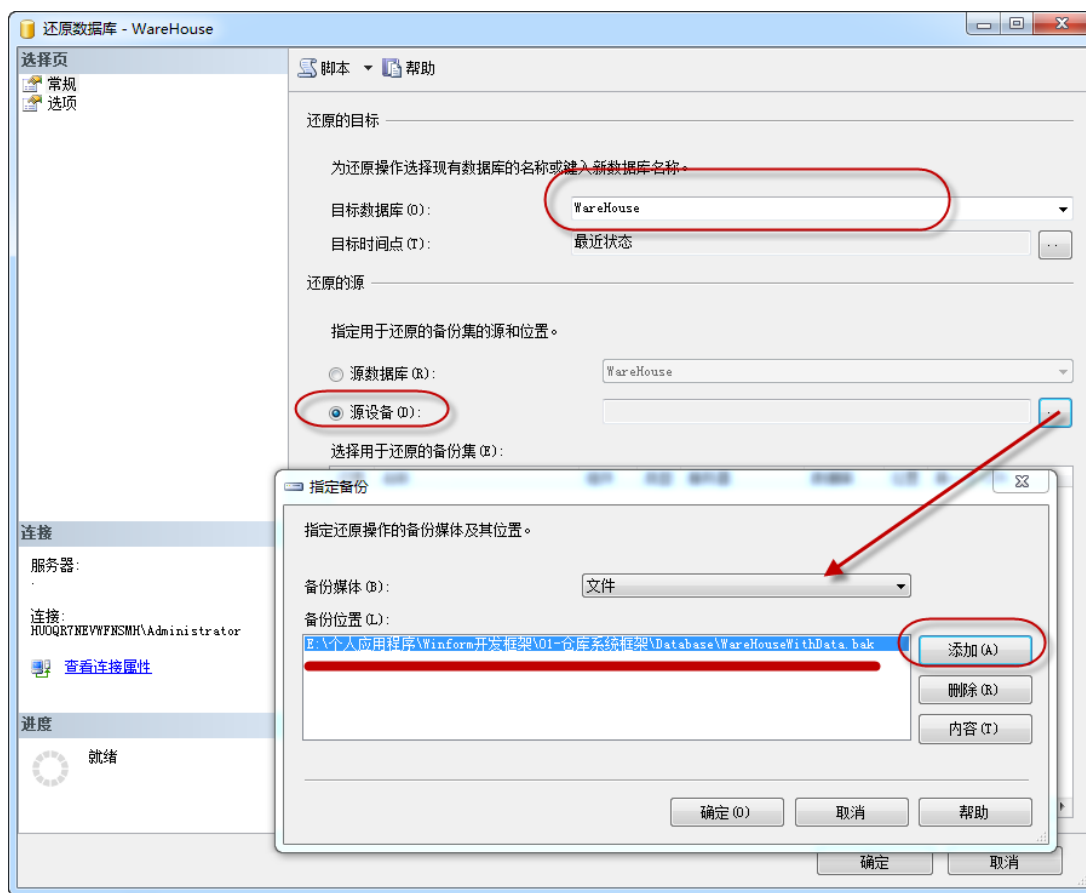 还原数据库 - WareHouse
选择页
常规
选项
脚本 帮助
还原的目标
为还原操作选择现有数据库的名称或键入新数据库名称。
目标数据库(O): WareHouse
目标时间点(T): 最近状态
还原的源
指定用于还原的备份集的源和位置。
源数据库(R): WareHouse
源设备(D):
选择用于还原的备份集(E):
指定备份
指定还原操作的备份媒体及其位置。
备份媒体(B): 文件
备份位置(L):
E:\个人应用程序\Winform开发框架\01-仓库系统框架\Database\WareHouseWithData.bak
添加(A)
删除(R)
内容(T)
确定(O) 取消 帮助
连接
服务器:
.
连接:
HUOQR7NEVWFNSMH\Administrator
查看连接属性
进度
就绪
确定 取消